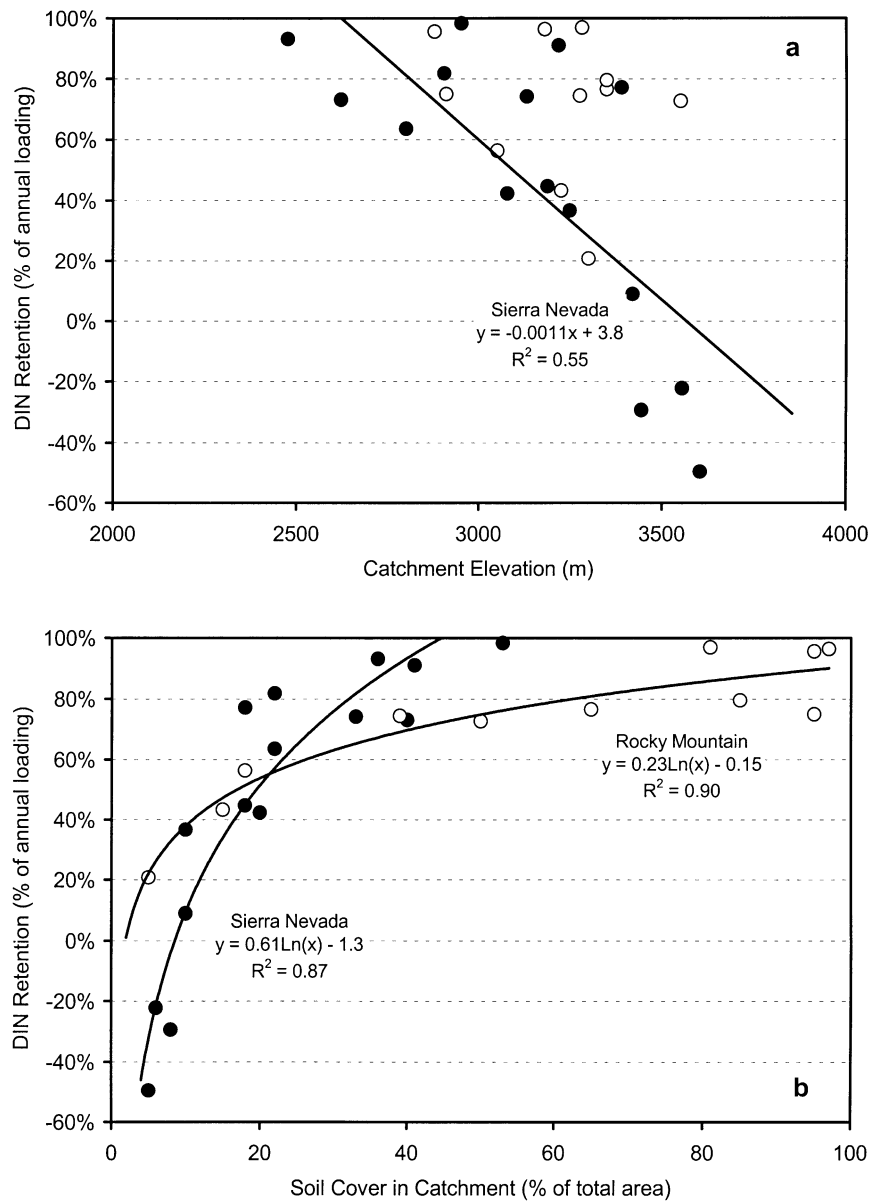 a
DIN Retention (% of annual loading)
100%
80%
60%
40%
20%
0%
-20%
-40%
-60%
Sierra Nevada
y = -0.0011x + 3.8
R² = 0.55
2000 2500 3000 3500 4000
Catchment Elevation (m)
DIN Retention (% of annual loading)
100%
80%
60%
40%
20%
0%
-20%
-40%
-60%
Rocky Mountain
y = 0.23Ln(x) - 0.15
R² = 0.90
Sierra Nevada
y = 0.61Ln(x) - 1.3
R² = 0.87
b
0 20 40 60 80 100
Soil Cover in Catchment (% of total area)